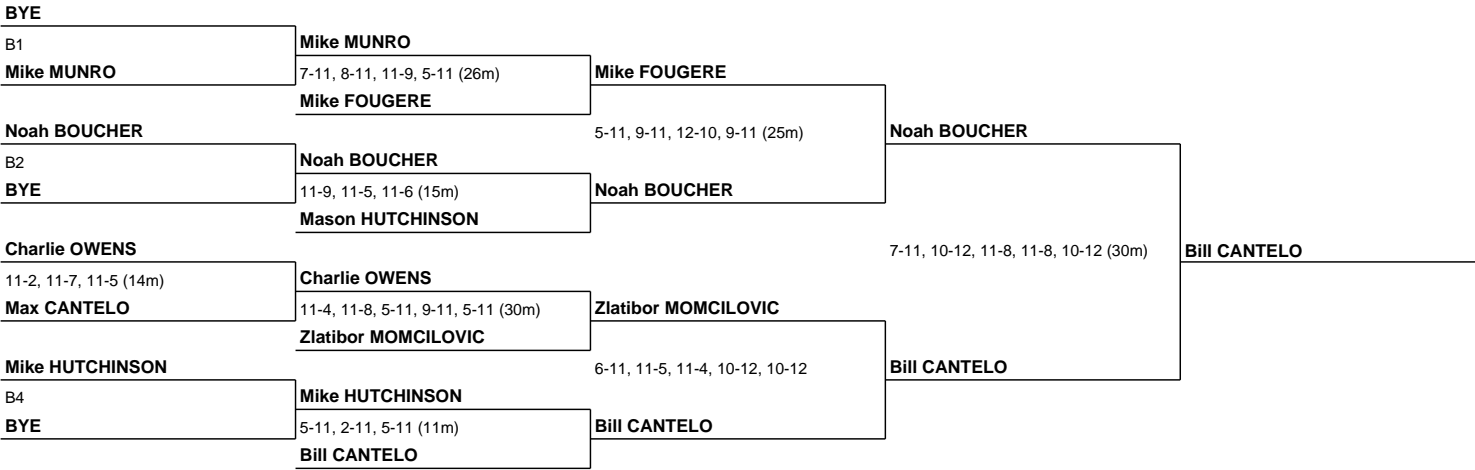 BYE
B1
Mike MUNRO
Noah BOUCHER
B2
BYE
Charlie OWENS
11-2, 11-7, 11-5 (14m)
Max CANTELO
Mike HUTCHINSON
B4
BYE
Mike MUNRO
7-11, 8-11, 11-9, 5-11 (26m)
Mike FOUGERE
Noah BOUCHER
11-9, 11-5, 11-6 (15m)
Mason HUTCHINSON
Charlie OWENS
11-4, 11-8, 5-11, 9-11, 5-11 (30m)
Zlatibor MOMCILOVIC
Mike HUTCHINSON
5-11, 2-11, 5-11 (11m)
Bill CANTELO
Mike FOUGERE
5-11, 9-11, 12-10, 9-11 (25m)
Noah BOUCHER
Zlatibor MOMCILOVIC
6-11, 11-5, 11-4, 10-12, 10-12
Bill CANTELO
Noah BOUCHER
7-11, 10-12, 11-8, 11-8, 10-12 (30m)
Bill CANTELO
Bill CANTELO